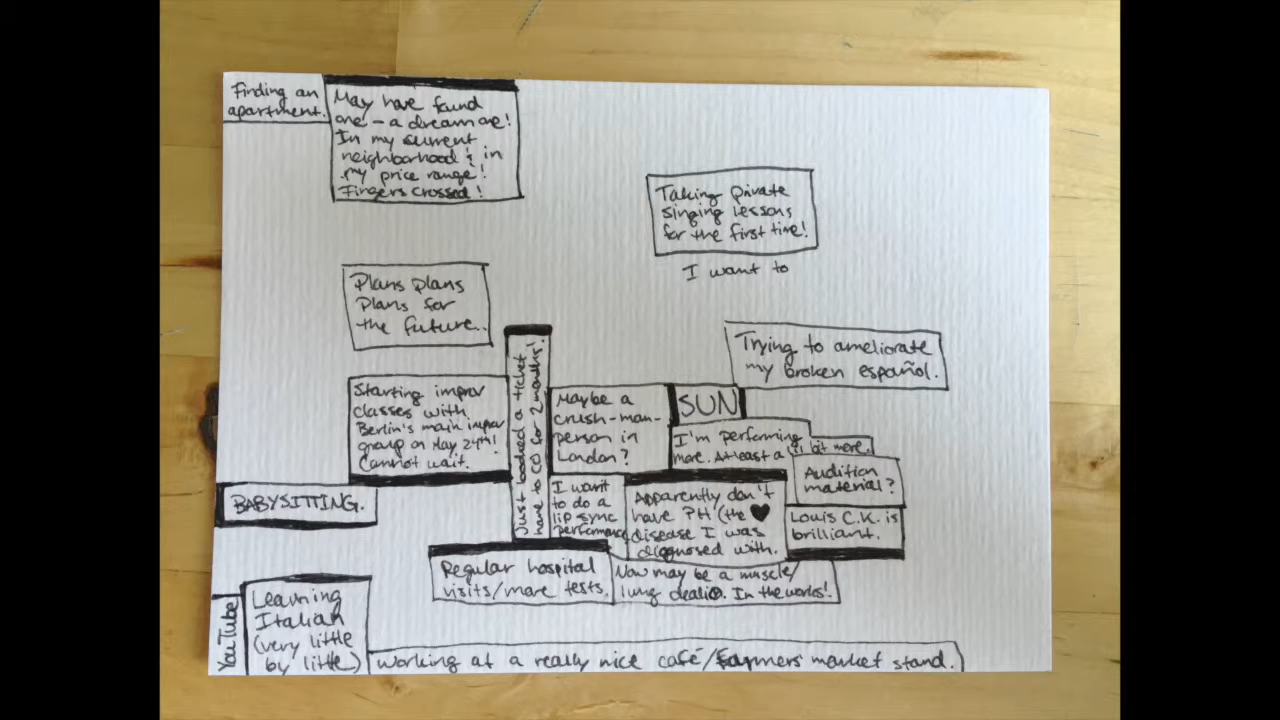 Finding an
apartment.
May have found
one – a dream one!
In my current
neighborhood & in
my price range!
Fingers crossed!
Taking private
singing lessons
for the first time!
I want to
Plans plans
Plans for
the future..
Trying to ameliorate
my broken español.
Starting improv
classes with
Berlin's main improv
group on May 24th!
Cannot wait.
Just booked a ticket
home to CO for 2 months!
Maybe a
crush-man-
person in
London?
SUN
I'm performing
more. At least a lil bit more.
Audition
material?
BABYSITTING.
I want
to do a
lip sync
performance
Apparently don't
have PH (the ♥
disease I was
diagnosed with.
Louis C.K. is
brilliant.
Regular hospital
visits/more tests.
Now may be a muscle/
lung dealio. In the works!
YouTube
Learning
Italian
(very little
by little)
Working at a really nice café/farmers' market stand.